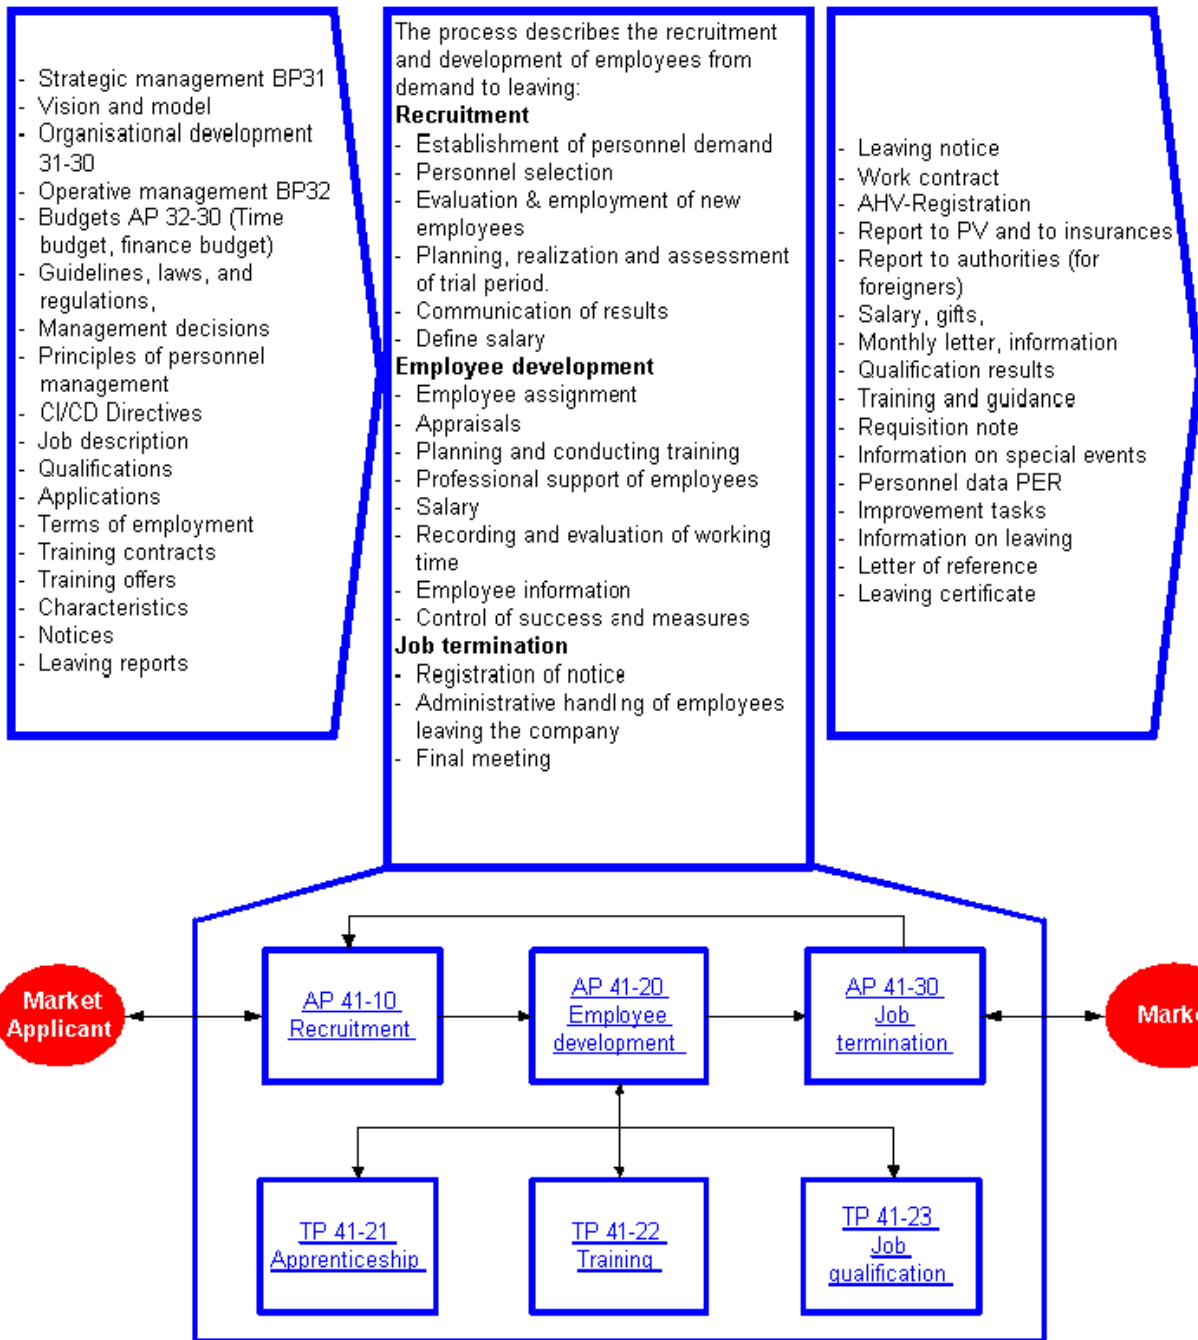 - Strategic management BP31
- Vision and model
- Organisational development
31-30
- Operative management BP32
- Budgets AP 32-30 (Time
budget, finance budget)
- Guidelines, laws, and
regulations,
- Management decisions
- Principles of personnel
management
- CI/CD Directives
- Job description
- Qualifications
- Applications
- Terms of employment
- Training contracts
- Training offers
- Characteristics
- Notices
- Leaving reports
The process describes the recruitment
and development of employees from
demand to leaving:
Recruitment
- Establishment of personnel demand
- Personnel selection
- Evaluation & employment of new
employees
- Planning, realization and assessment
of trial period.
- Communication of results
- Define salary
Employee development
- Employee assignment
- Appraisals
- Planning and conducting training
- Professional support of employees
- Salary
- Recording and evaluation of working
time
- Employee information
- Control of success and measures
Job termination
- Registration of notice
- Administrative handling of employees
leaving the company
- Final meeting
- Leaving notice
- Work contract
- AHV-Registration
- Report to PV and to insurances
- Report to authorities (for
foreigners)
- Salary, gifts,
- Monthly letter, information
- Qualification results
- Training and guidance
- Requisition note
- Information on special events
- Personnel data PER
- Improvement tasks
- Information on leaving
- Letter of reference
- Leaving certificate
Market
Applicant
AP 41-10
Recruitment
AP 41-20
Employee
development
AP 41-30
Job
termination
Marke
TP 41-21
Apprenticeship
TP 41-22
Training
TP 41-23
Job
qualification